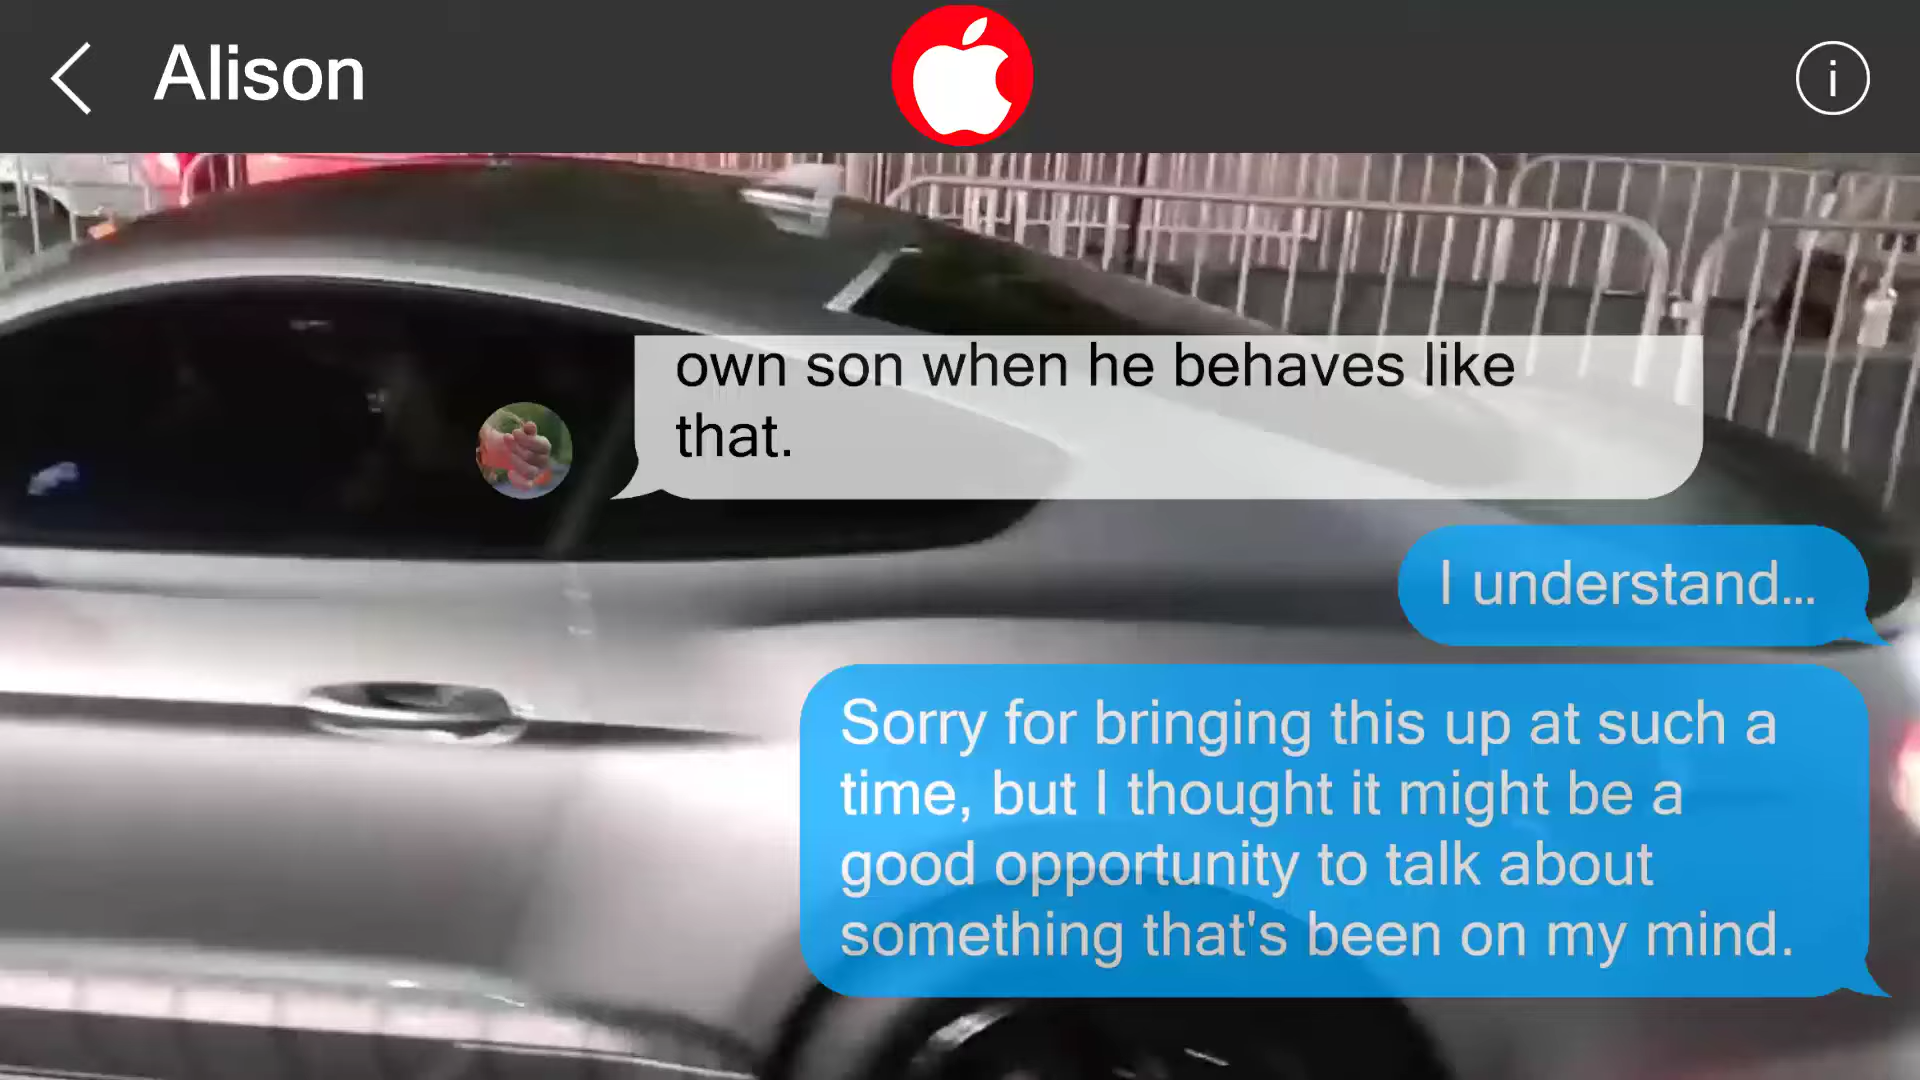 Alison
own son when he behaves like
that.
I understand...
Sorry for bringing this up at such a
time, but I thought it might be a
good opportunity to talk about
something that's been on my mind.